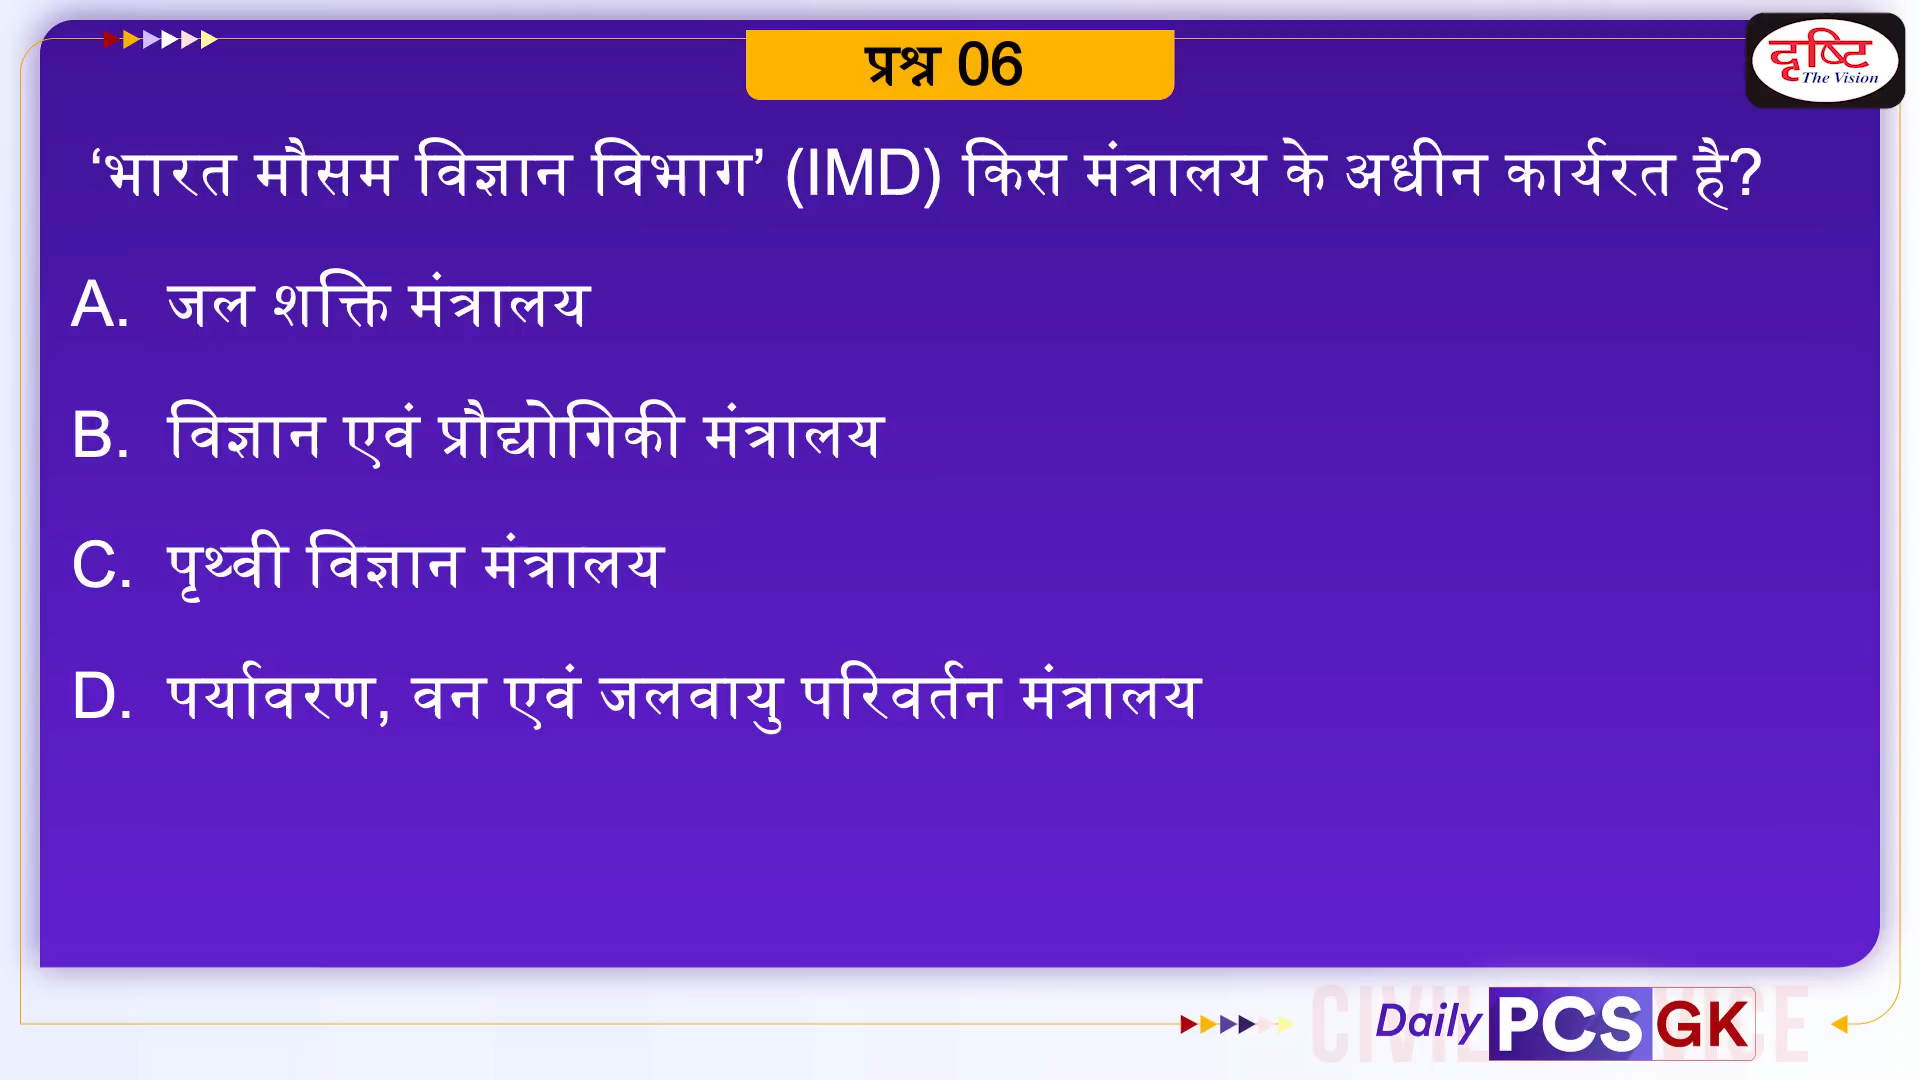 प्रश्न 06
दृष्टि
The Vision
‘भारत मौसम विज्ञान विभाग’ (IMD) किस मंत्रालय के अधीन कार्यरत है?
A. जल शक्ति मंत्रालय
B. विज्ञान एवं प्रौद्योगिकी मंत्रालय
C. पृथ्वी विज्ञान मंत्रालय
D. पर्यावरण, वन एवं जलवायु परिवर्तन मंत्रालय
Daily PCS GK